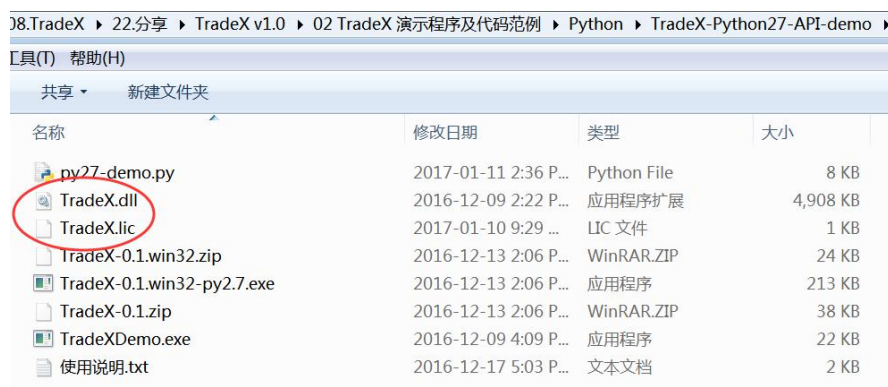 08.TradeX ▸ 22.分享 ▸ TradeX v1.0 ▸ 02 TradeX 演示程序及代码范例 ▸ Python ▸ TradeX-Python27-API-demo ▸
工具(T) 帮助(H)
共享 新建文件夹
名称 修改日期 类型 大小
py27-demo.py 2017-01-11 2:36 P... Python File 8 KB
TradeX.dll 2016-12-09 2:22 P... 应用程序扩展 4,908 KB
TradeX.lic 2017-01-10 9:29 ... LIC 文件 1 KB
TradeX-0.1.win32.zip 2016-12-13 2:06 P... WinRAR.ZIP 24 KB
TradeX-0.1.win32-py2.7.exe 2016-12-13 2:06 P... 应用程序 213 KB
TradeX-0.1.zip 2016-12-13 2:06 P... WinRAR.ZIP 38 KB
TradeXDemo.exe 2016-12-09 4:09 P... 应用程序 22 KB
使用说明.txt 2016-12-17 5:03 P... 文本文档 2 KB